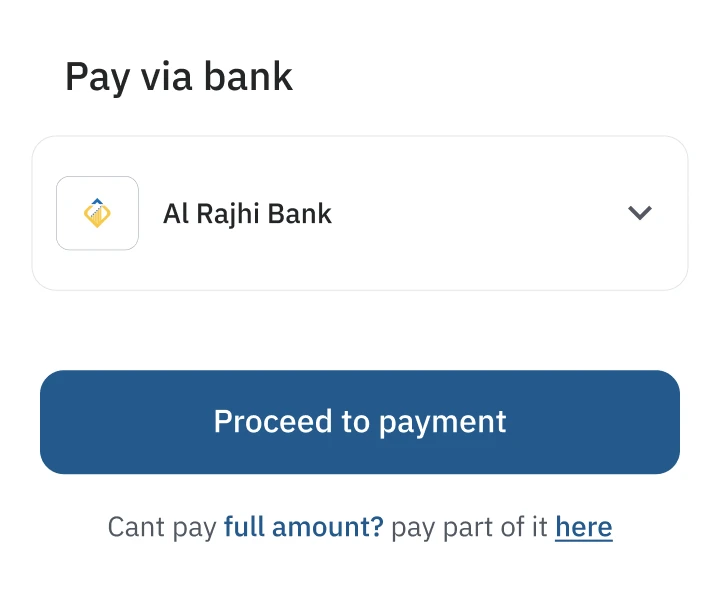 Pay via bank
Al Rajhi Bank
Proceed to payment
Cant pay full amount? pay part of it here